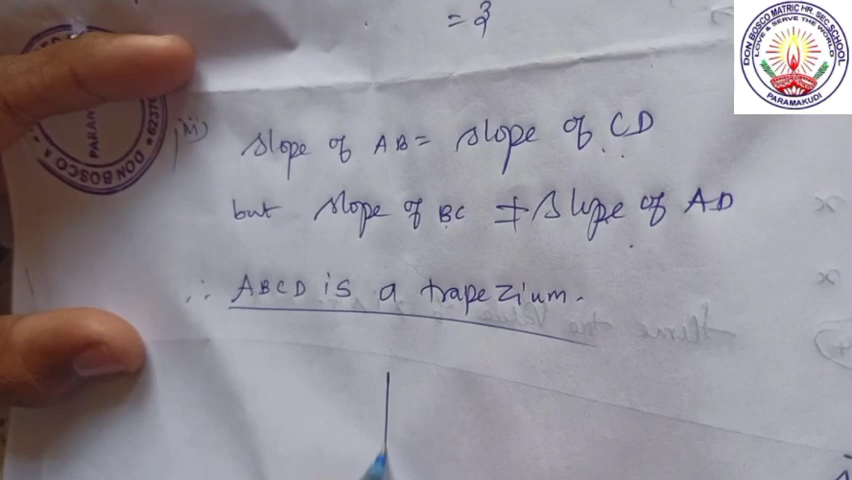 = 3
iii) slope of AB = slope of CD
but slope of BC ≠ slope of AD
∴ ABCD is a trapezium.
DON BOSCO MATRIC HR. SEC. SCHOOL
LOVE & SERVE THE WORLD
PARAMAKUDI